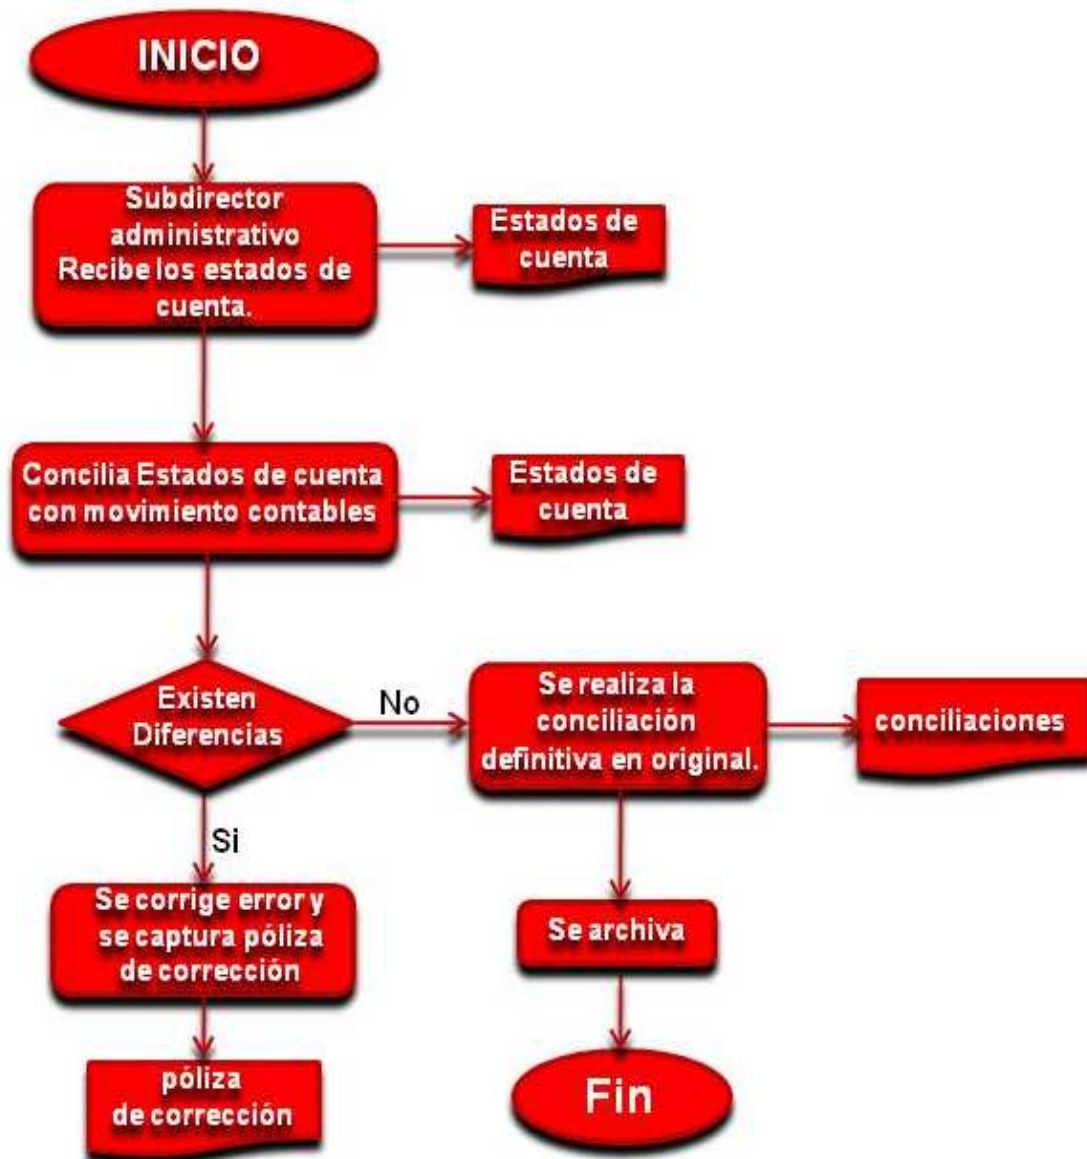 INICIO
Subdirector
administrativo
Recibe los estados de
cuenta.
Estados de
cuenta
Concilia Estados de cuenta
con movimiento contables
Estados de
cuenta
Existen
Diferencias
No
Se realiza la
conciliación
definitiva en original.
conciliaciones
Si
Se corrige error y
se captura póliza
de corrección
Se archiva
póliza
de corrección
Fin